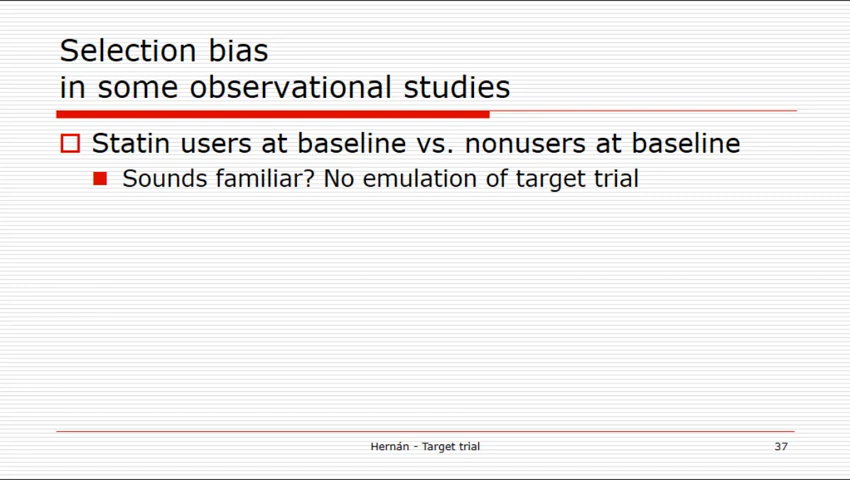 Selection bias
in some observational studies
Statin users at baseline vs. nonusers at baseline
Sounds familiar? No emulation of target trial
Hernán - Target trial
37